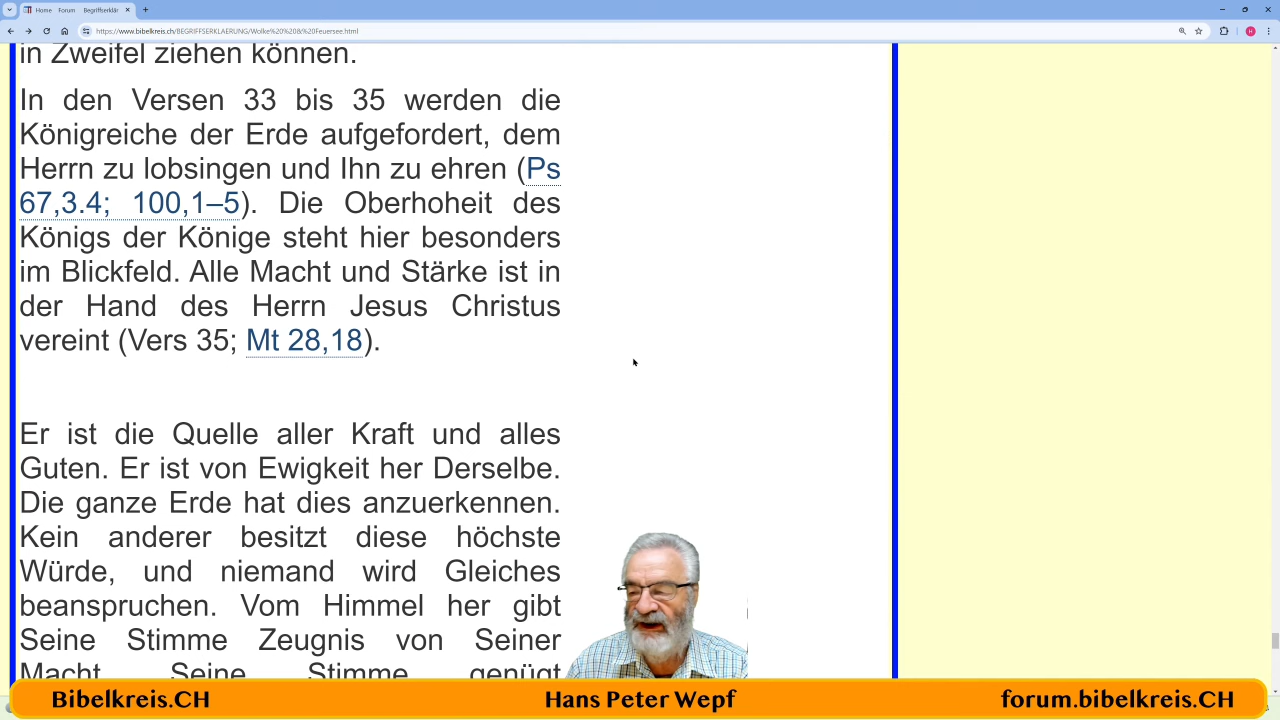 Home Forum Begriffserklär
https://www.bibelkreis.ch/BEGRIFFSERKLAERUNG/Wolke%20%20&%20Feuersee.html
in Zweifel ziehen können.
In den Versen 33 bis 35 werden die
Königreiche der Erde aufgefordert, dem
Herrn zu lobsingen und Ihn zu ehren (Ps
67,3.4; 100,1–5). Die Oberhoheit des
Königs der Könige steht hier besonders
im Blickfeld. Alle Macht und Stärke ist in
der Hand des Herrn Jesus Christus
vereint (Vers 35; Mt 28,18).
Er ist die Quelle aller Kraft und alles
Guten. Er ist von Ewigkeit her Derselbe.
Die ganze Erde hat dies anzuerkennen.
Kein anderer besitzt diese höchste
Würde, und niemand wird Gleiches
beanspruchen. Vom Himmel her gibt
Seine Stimme Zeugnis von Seiner
Macht. Seine Stimme genügt
Bibelkreis.CH Hans Peter Wepf forum.bibelkreis.CH